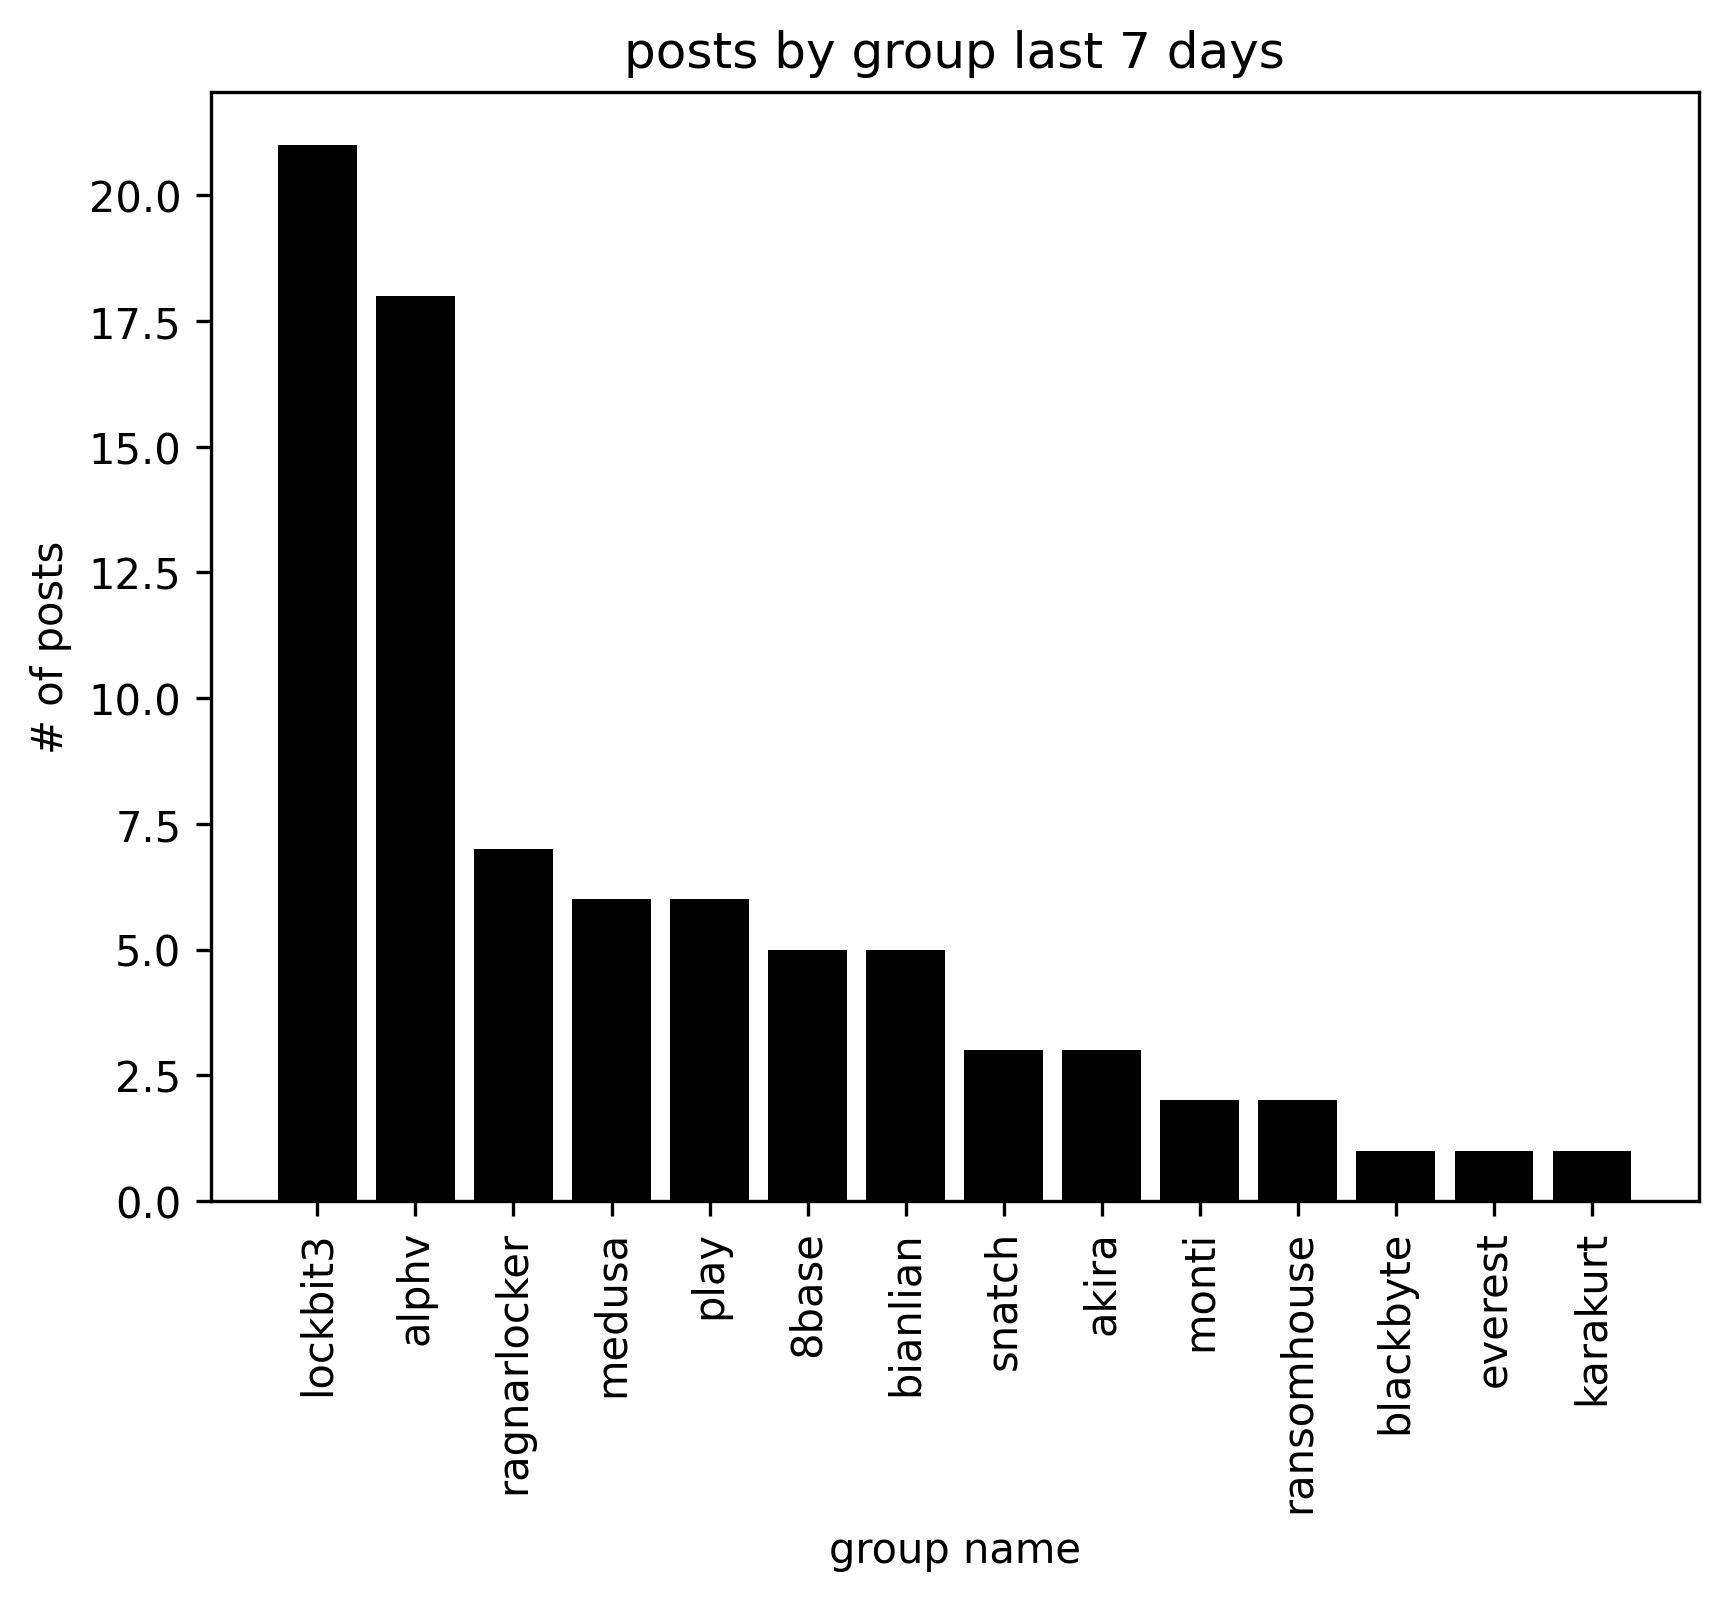 posts by group last 7 days
# of posts
20.0
17.5
15.0
12.5
10.0
7.5
5.0
2.5
0.0
lockbit3
alphv
ragnarlocker
medusa
play
8base
bianlian
snatch
akira
monti
ransomhouse
blackbyte
everest
karakurt
group name